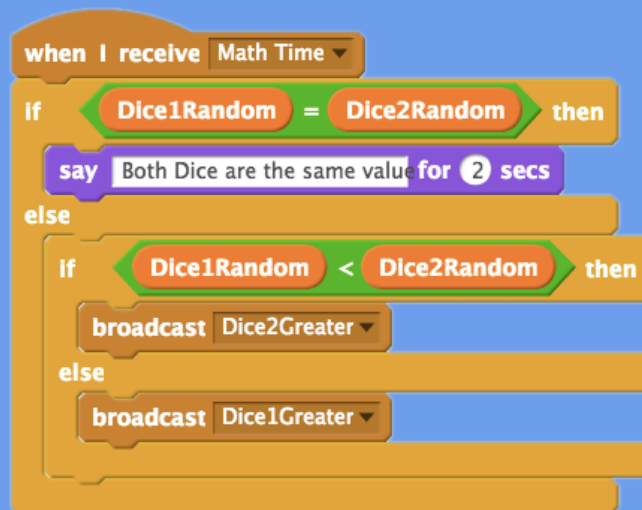 when I receive Math Time
if Dice1Random = Dice2Random then
say Both Dice are the same value for 2 secs
else
if Dice1Random < Dice2Random then
broadcast Dice2Greater
else
broadcast Dice1Greater